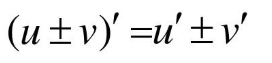 (u ± v)′ = u′ ± v′